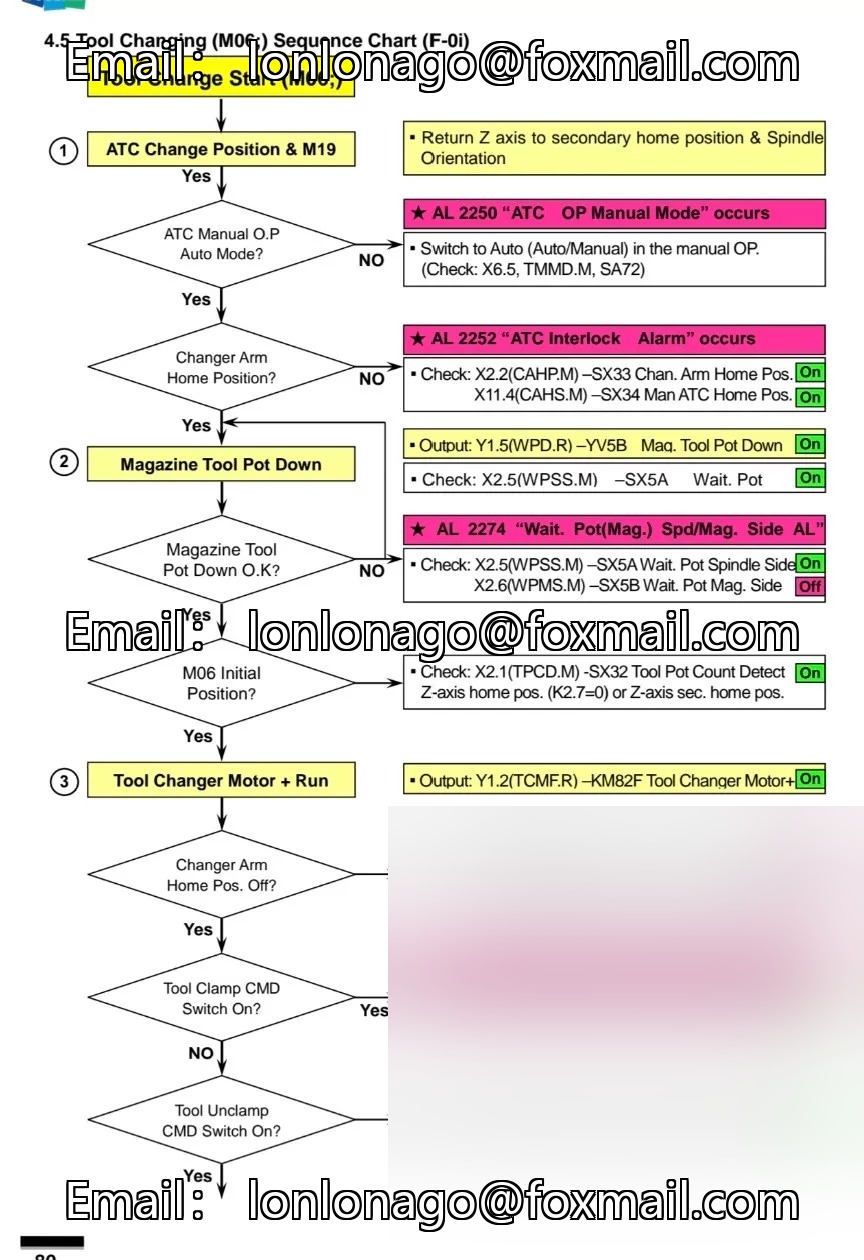 4.5 Tool Changing (M06;) Sequence Chart (F-0i)
Email： lonlonago@foxmail.com
Tool Change Start (M06;)
1
ATC Change Position & M19
▪ Return Z axis to secondary home position & Spindle
Orientation
Yes
ATC Manual O.P
Auto Mode?
NO
★ AL 2250 “ATC OP Manual Mode” occurs
▪ Switch to Auto (Auto/Manual) in the manual OP.
(Check: X6.5, TMMD.M, SA72)
Yes
Changer Arm
Home Position?
NO
★ AL 2252 “ATC Interlock Alarm” occurs
▪ Check: X2.2(CAHP.M) –SX33 Chan. Arm Home Pos. On
X11.4(CAHS.M) –SX34 Man ATC Home Pos. On
Yes
2
Magazine Tool Pot Down
▪ Output: Y1.5(WPD.R) –YV5B Mag. Tool Pot Down On
▪ Check: X2.5(WPSS.M) –SX5A Wait. Pot On
Magazine Tool
Pot Down O.K?
NO
★ AL 2274 “Wait. Pot(Mag.) Spd/Mag. Side AL”
▪ Check: X2.5(WPSS.M) –SX5A Wait. Pot Spindle Side On
X2.6(WPMS.M) –SX5B Wait. Pot Mag. Side Off
Yes
Email： lonlonago@foxmail.com
M06 Initial
Position?
▪ Check: X2.1(TPCD.M) -SX32 Tool Pot Count Detect On
Z-axis home pos. (K2.7=0) or Z-axis sec. home pos.
Yes
3
Tool Changer Motor + Run
▪ Output: Y1.2(TCMF.R) –KM82F Tool Changer Motor+ On
Changer Arm
Home Pos. Off?
Yes
Tool Clamp CMD
Switch On?
Yes
NO
Tool Unclamp
CMD Switch On?
Yes
Email： lonlonago@foxmail.com